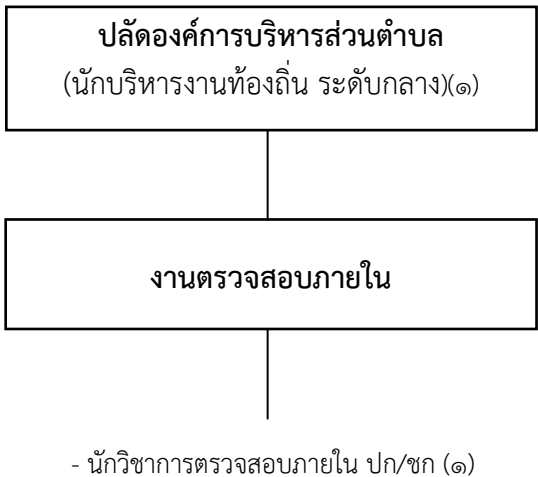 ปลัดองค์การบริหารส่วนตำบล
(นักบริหารงานท้องถิ่น ระดับกลาง)(๑)
งานตรวจสอบภายใน
- นักวิชาการตรวจสอบภายใน ปก/ชก (๑)